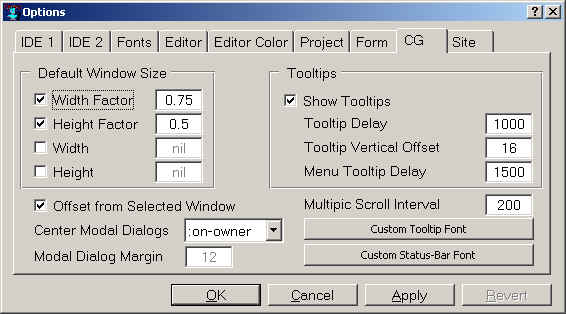 Options
IDE 1 IDE 2 Fonts Editor Editor Color Project Form CG Site
Default Window Size
Width Factor 0.75
Height Factor 0.5
Width nil
Height nil
Tooltips
Show Tooltips
Tooltip Delay 1000
Tooltip Vertical Offset 16
Menu Tooltip Delay 1500
Offset from Selected Window
Center Modal Dialogs :on-owner
Modal Dialog Margin 12
Multipic Scroll Interval 200
Custom Tooltip Font
Custom Status-Bar Font
OK Cancel Apply Revert